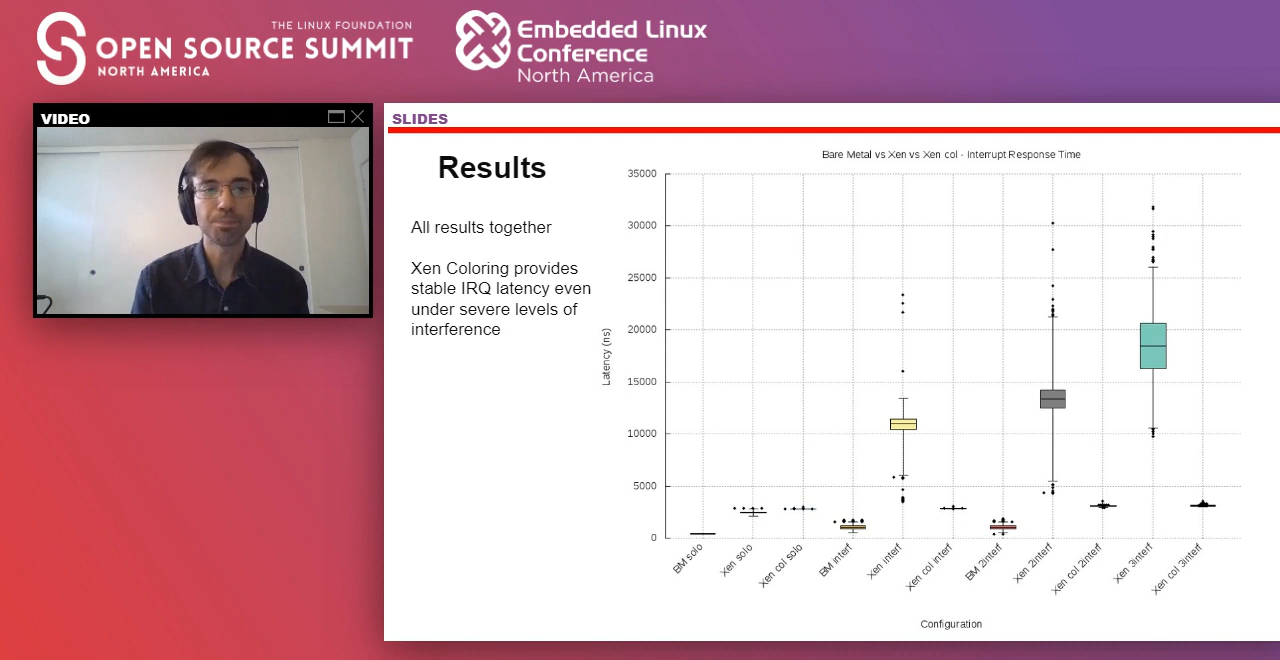 THE LINUX FOUNDATION
OPEN SOURCE SUMMIT
NORTH AMERICA
Embedded Linux
Conference
North America
VIDEO
SLIDES
Results
All results together
Xen Coloring provides
stable IRQ latency even
under severe levels of
interference
Bare Metal vs Xen vs Xen col - Interrupt Response Time
35000
30000
25000
20000
15000
10000
5000
0
Latency (ns)
BM solo
Xen solo
Xen col solo
BM interf
Xen interf
Xen col interf
BM 2interf
Xen 2interf
Xen col 2interf
Xen 3interf
Xen col 3interf
Configuration